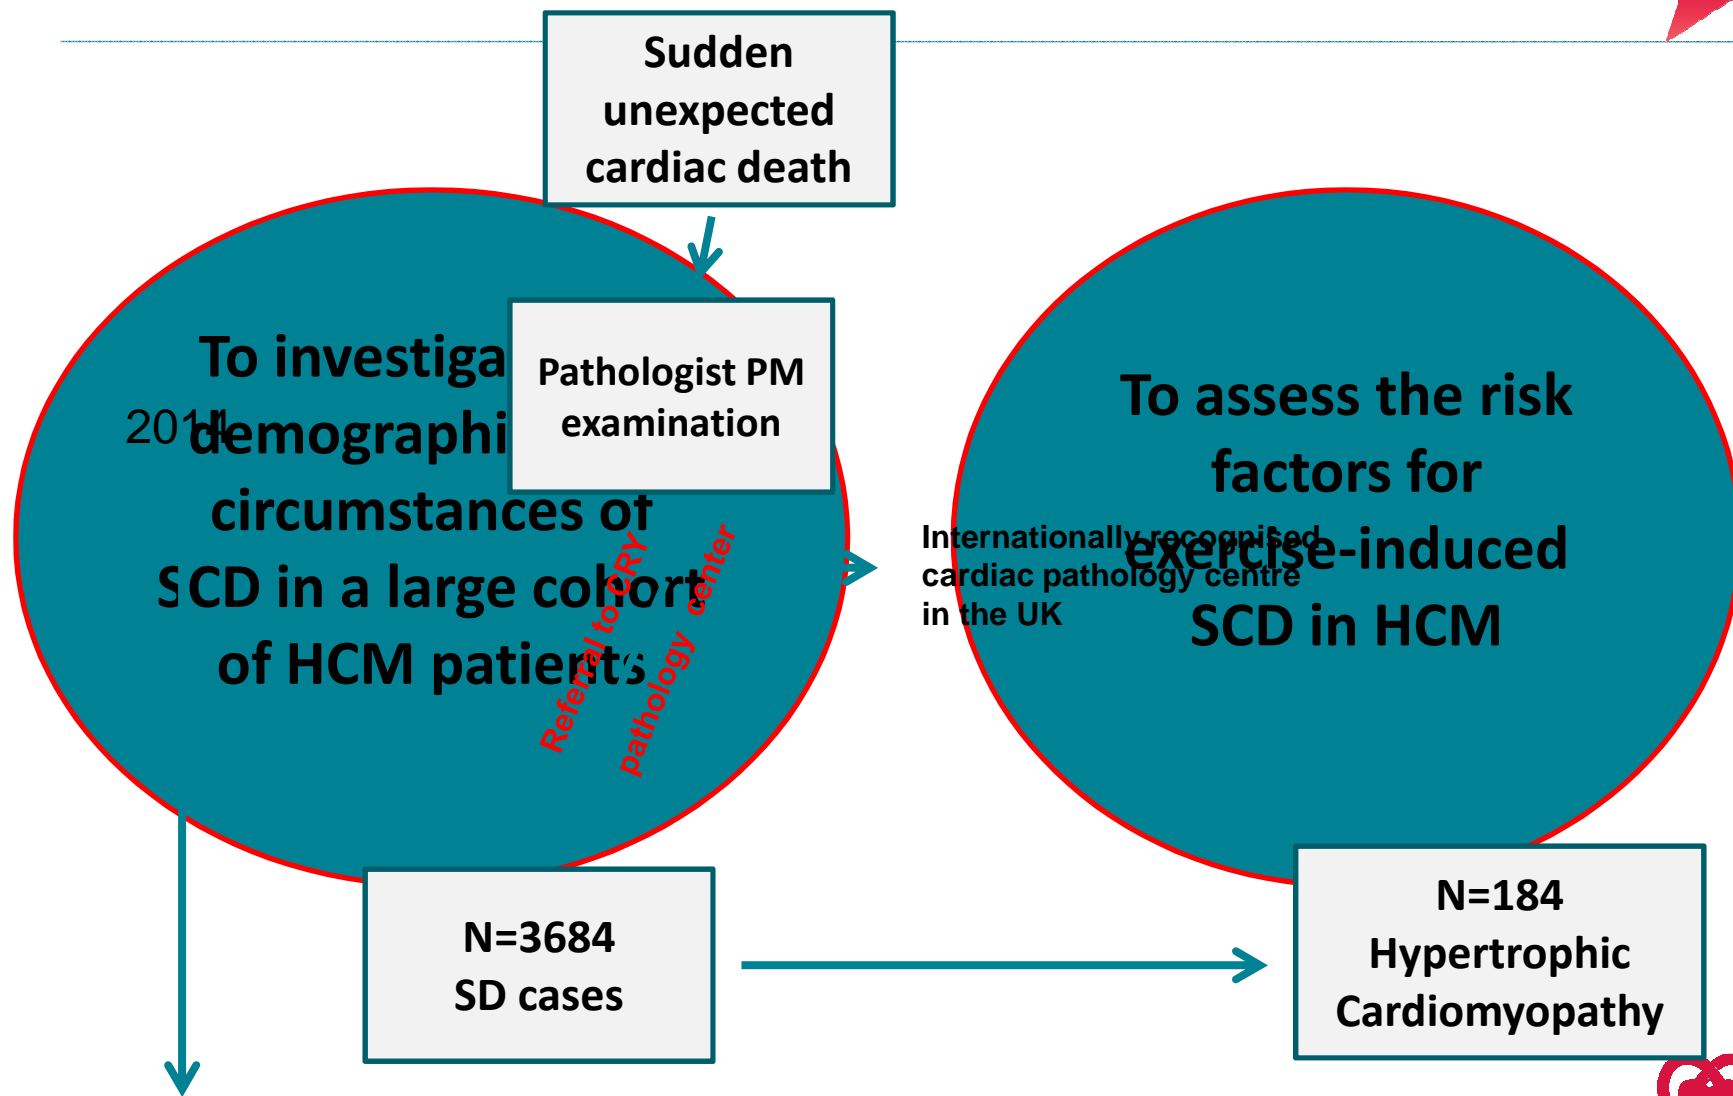 Sudden
unexpected
cardiac death
Pathologist PM
examination
To investiga
demographi
circumstances of
SCD in a large cohort
of HCM patients
2014
Referral to CRY
pathology center
Internationally recognised
cardiac pathology centre
in the UK
To assess the risk
factors for
exercise-induced
SCD in HCM
N=3684
SD cases
N=184
Hypertrophic
Cardiomyopathy